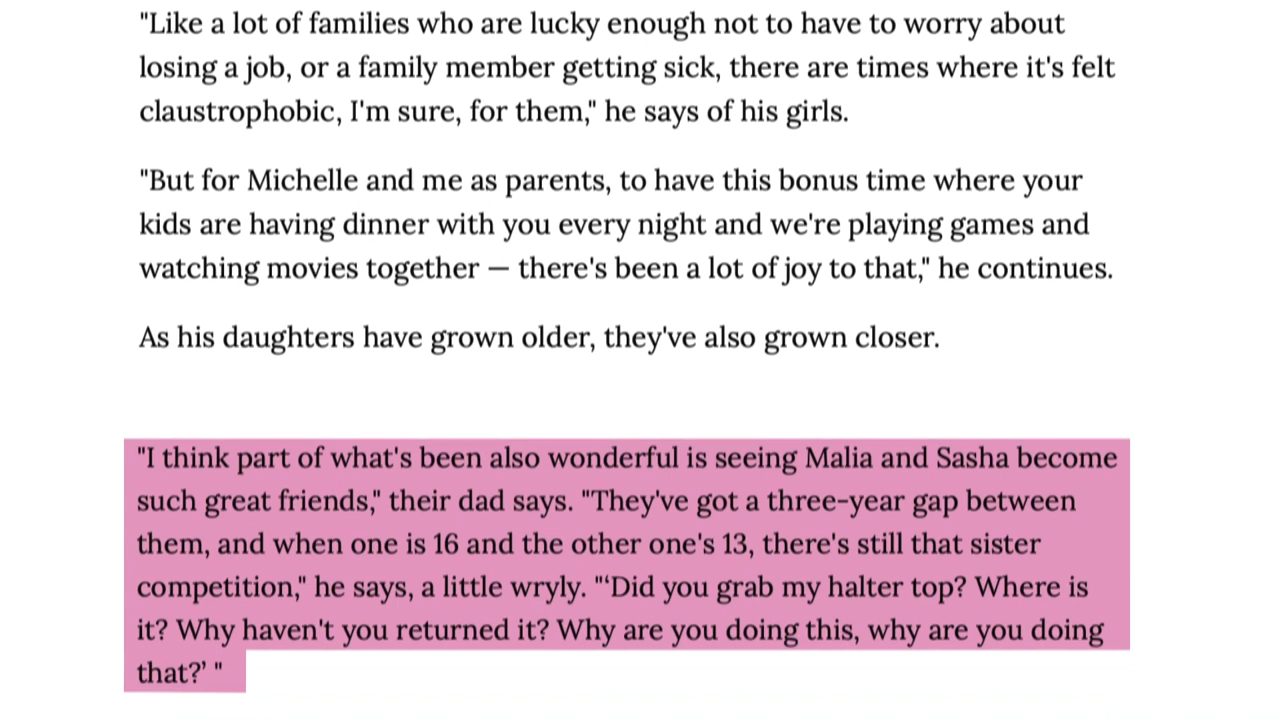 "Like a lot of families who are lucky enough not to have to worry about
losing a job, or a family member getting sick, there are times where it's felt
claustrophobic, I'm sure, for them," he says of his girls.
"But for Michelle and me as parents, to have this bonus time where your
kids are having dinner with you every night and we're playing games and
watching movies together — there's been a lot of joy to that," he continues.
As his daughters have grown older, they've also grown closer.
"I think part of what's been also wonderful is seeing Malia and Sasha become
such great friends," their dad says. "They've got a three-year gap between
them, and when one is 16 and the other one's 13, there's still that sister
competition," he says, a little wryly. "‘Did you grab my halter top? Where is
it? Why haven't you returned it? Why are you doing this, why are you doing
that?’ "